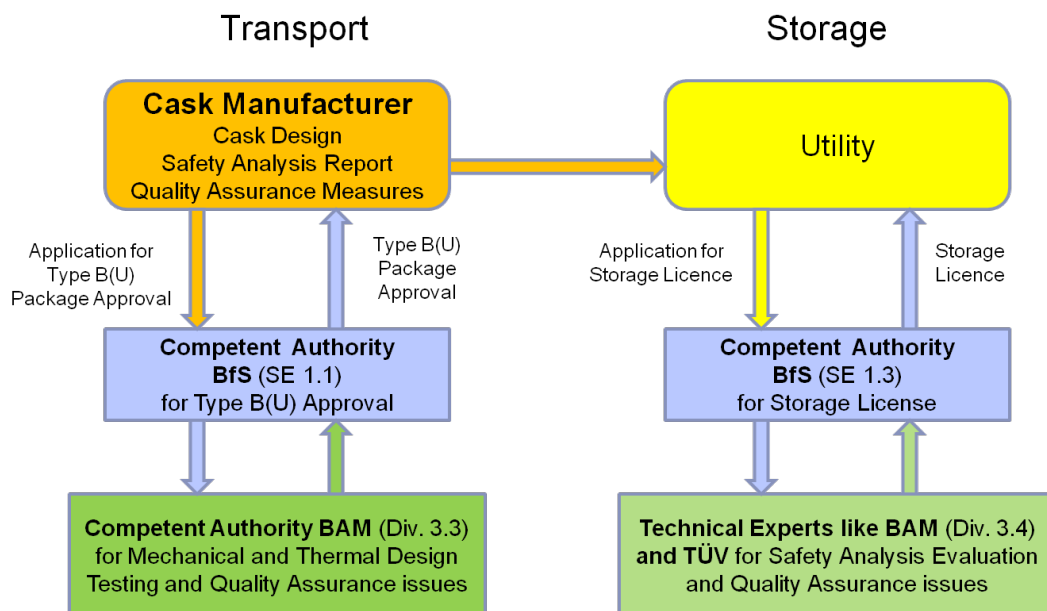 Transport
Storage
Cask Manufacturer
Cask Design
Safety Analysis Report
Quality Assurance Measures
Utility
Application for
Type B(U)
Package Approval
Type B(U)
Package
Approval
Application for
Storage Licence
Storage
Licence
Competent Authority
BfS (SE 1.1)
for Type B(U) Approval
Competent Authority
BfS (SE 1.3)
for Storage License
Competent Authority BAM (Div. 3.3)
for Mechanical and Thermal Design
Testing and Quality Assurance issues
Technical Experts like BAM (Div. 3.4)
and TÜV for Safety Analysis Evaluation
and Quality Assurance issues